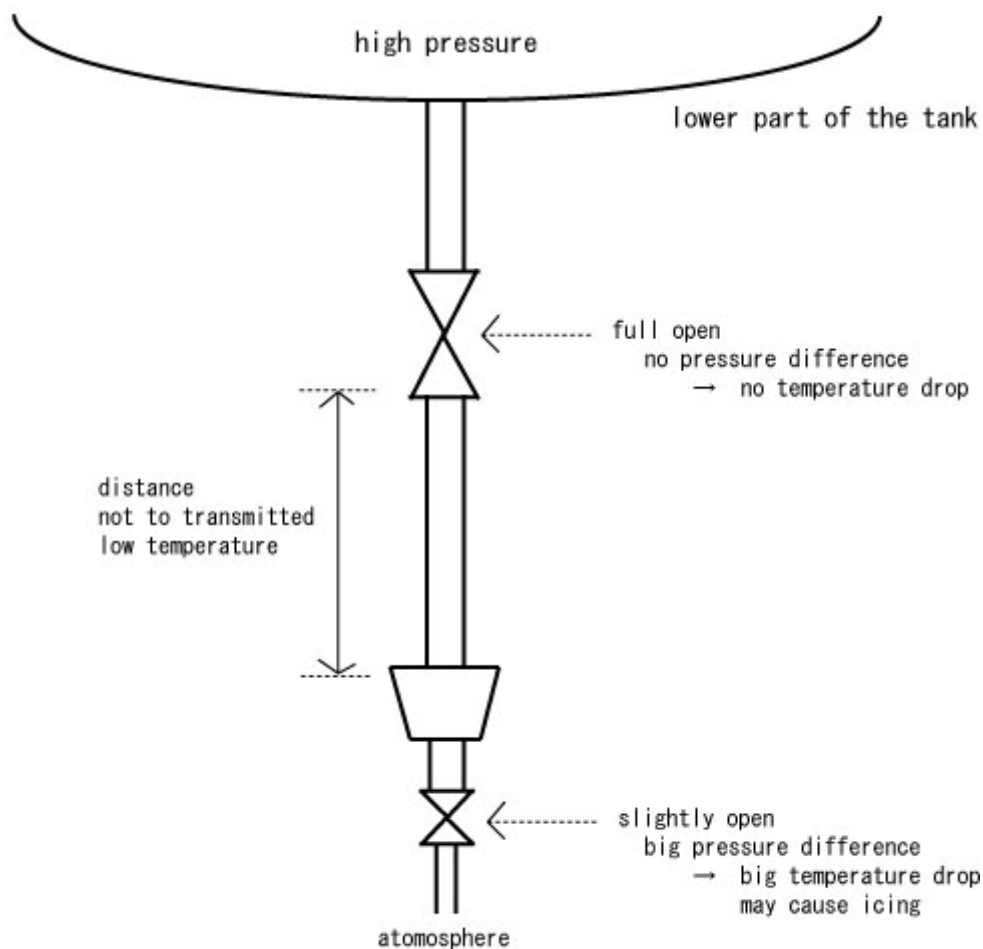 high pressure
lower part of the tank
full open
no pressure difference
→ no temperature drop
distance
not to transmitted
low temperature
slightly open
big pressure difference
→ big temperature drop
may cause icing
atomosphere